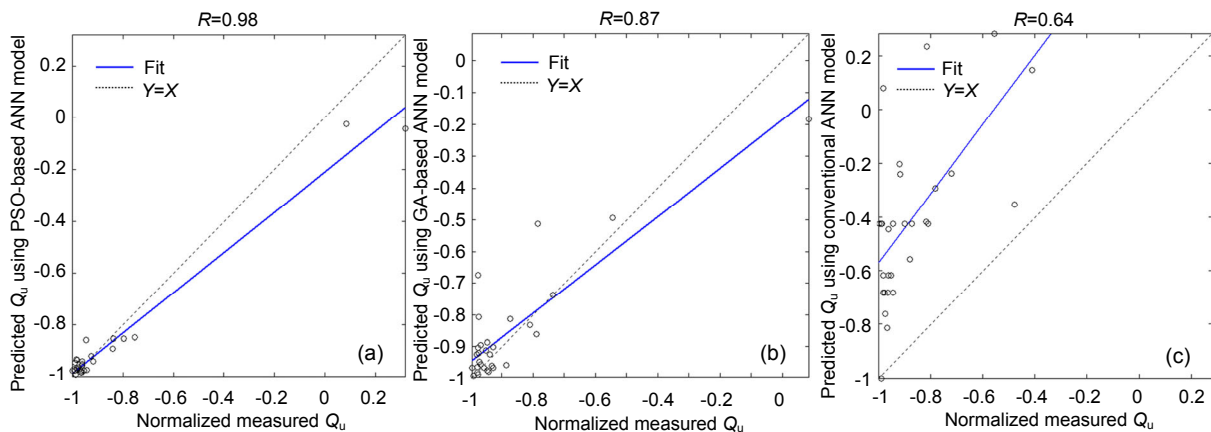 R=0.98
Predicted Qu using PSO-based ANN model
0.2
0
-0.2
-0.4
-0.6
-0.8
-1
Fit
Y=X
(a)
-1 -0.8 -0.6 -0.4 -0.2 0 0.2
Normalized measured Qu
R=0.87
Predicted Qu using GA-based ANN model
0
-0.1
-0.2
-0.3
-0.4
-0.5
-0.6
-0.7
-0.8
-0.9
-1
Fit
Y=X
(b)
-1 -0.8 -0.6 -0.4 -0.2 0
Normalized measured Qu
R=0.64
Predicted Qu using conventional ANN model
0.2
0
-0.2
-0.4
-0.6
-0.8
-1
Fit
Y=X
(c)
-1 -0.8 -0.6 -0.4 -0.2 0 0.2
Normalized measured Qu